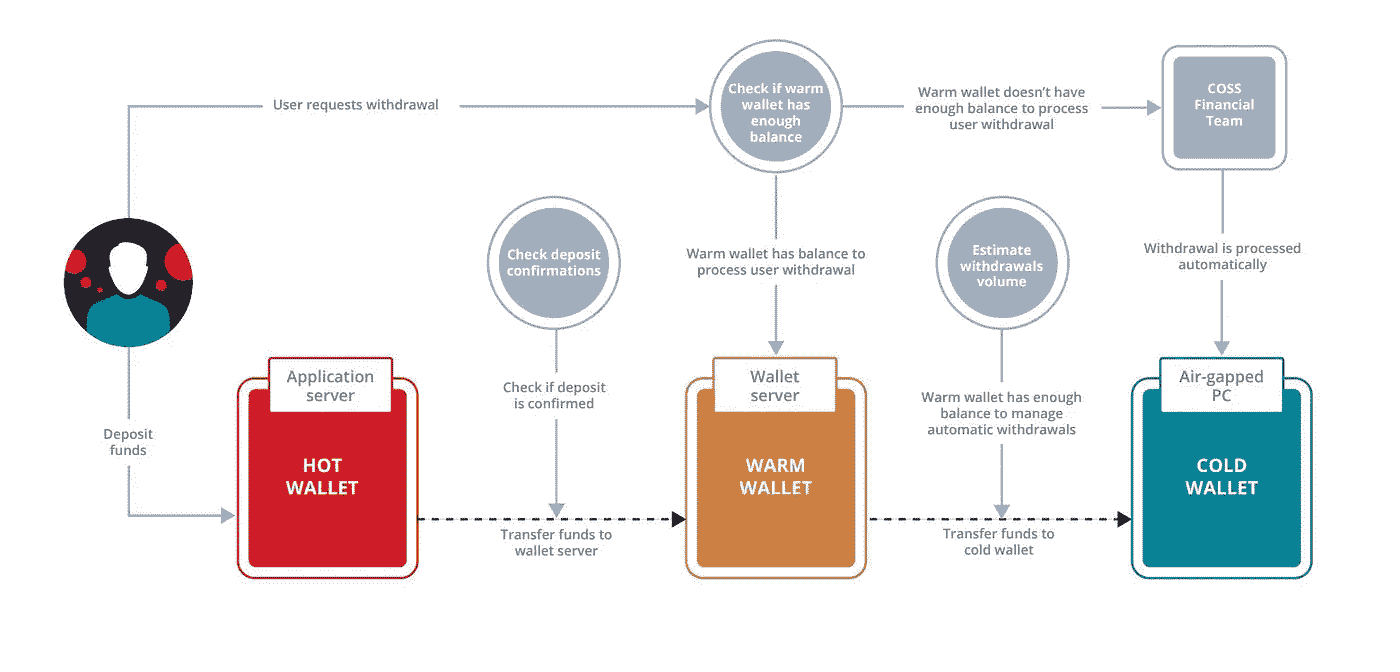 User requests withdrawal
Check if warm
wallet has
enough
balance
Warm wallet doesn’t have
enough balance to process
user withdrawal
COSS
Financial
Team
Check deposit
confirmations
Warm wallet has balance to
process user withdrawal
Estimate
withdrawals
volume
Withdrawal is processed
automatically
Deposit
funds
Application
server
HOT
WALLET
Check if deposit
is confirmed
Transfer funds to
wallet server
Wallet
server
WARM
WALLET
Warm wallet has enough
balance to manage
automatic withdrawals
Transfer funds to
cold wallet
Air-gapped
PC
COLD
WALLET